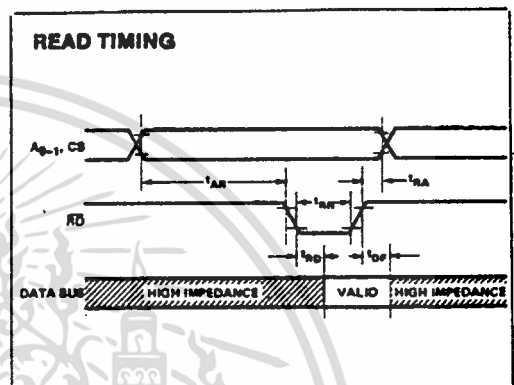 READ TIMING
A0-1, CS
tAR
tRA
RD
tRR
tRD
tDF
DATA BUS
HIGH IMPEDANCE
VALID
HIGH IMPEDANCE